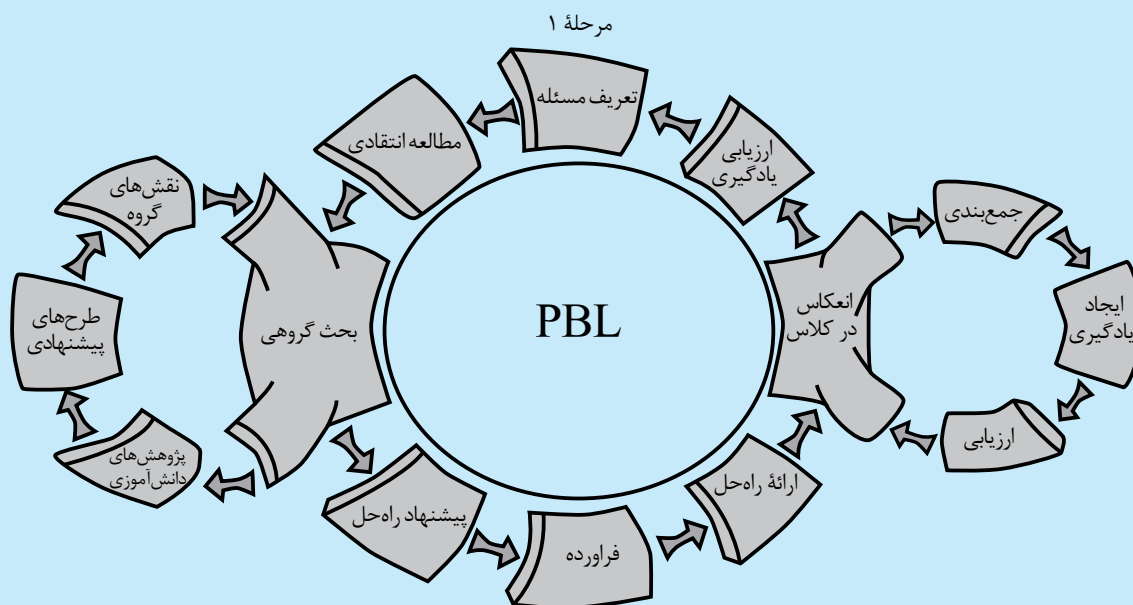 مرحلهٔ ۱
تعریف مسئله
مطالعه انتقادی
ارزیابی
یادگیری
نقش‌های
گروه
جمع‌بندی
طرح‌های
پیشنهادی
بحث گروهی
PBL
انعکاس
در کلاس
ایجاد
یادگیری
پژوهش‌های
دانش‌آموزی
پیشنهاد راه‌حل
فراورده
ارائهٔ راه‌حل
ارزیابی